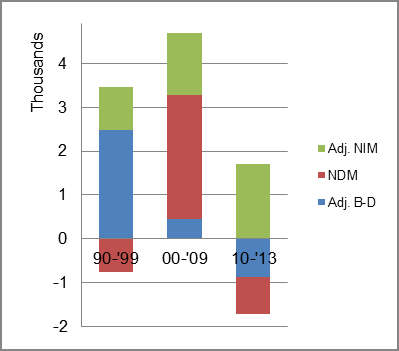 Thousands
4
3
2
1
0
-1
-2
90-'99
00-'09
10-'13
Adj. NIM
NDM
Adj. B-D